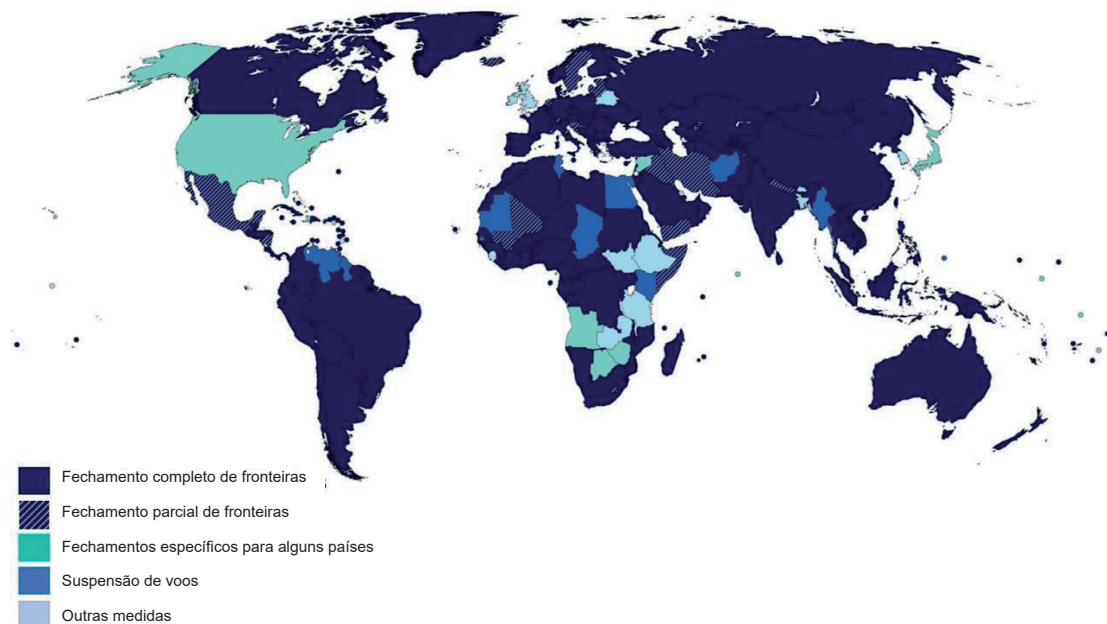 Fechamento completo de fronteiras
Fechamento parcial de fronteiras
Fechamentos específicos para alguns países
Suspensão de voos
Outras medidas